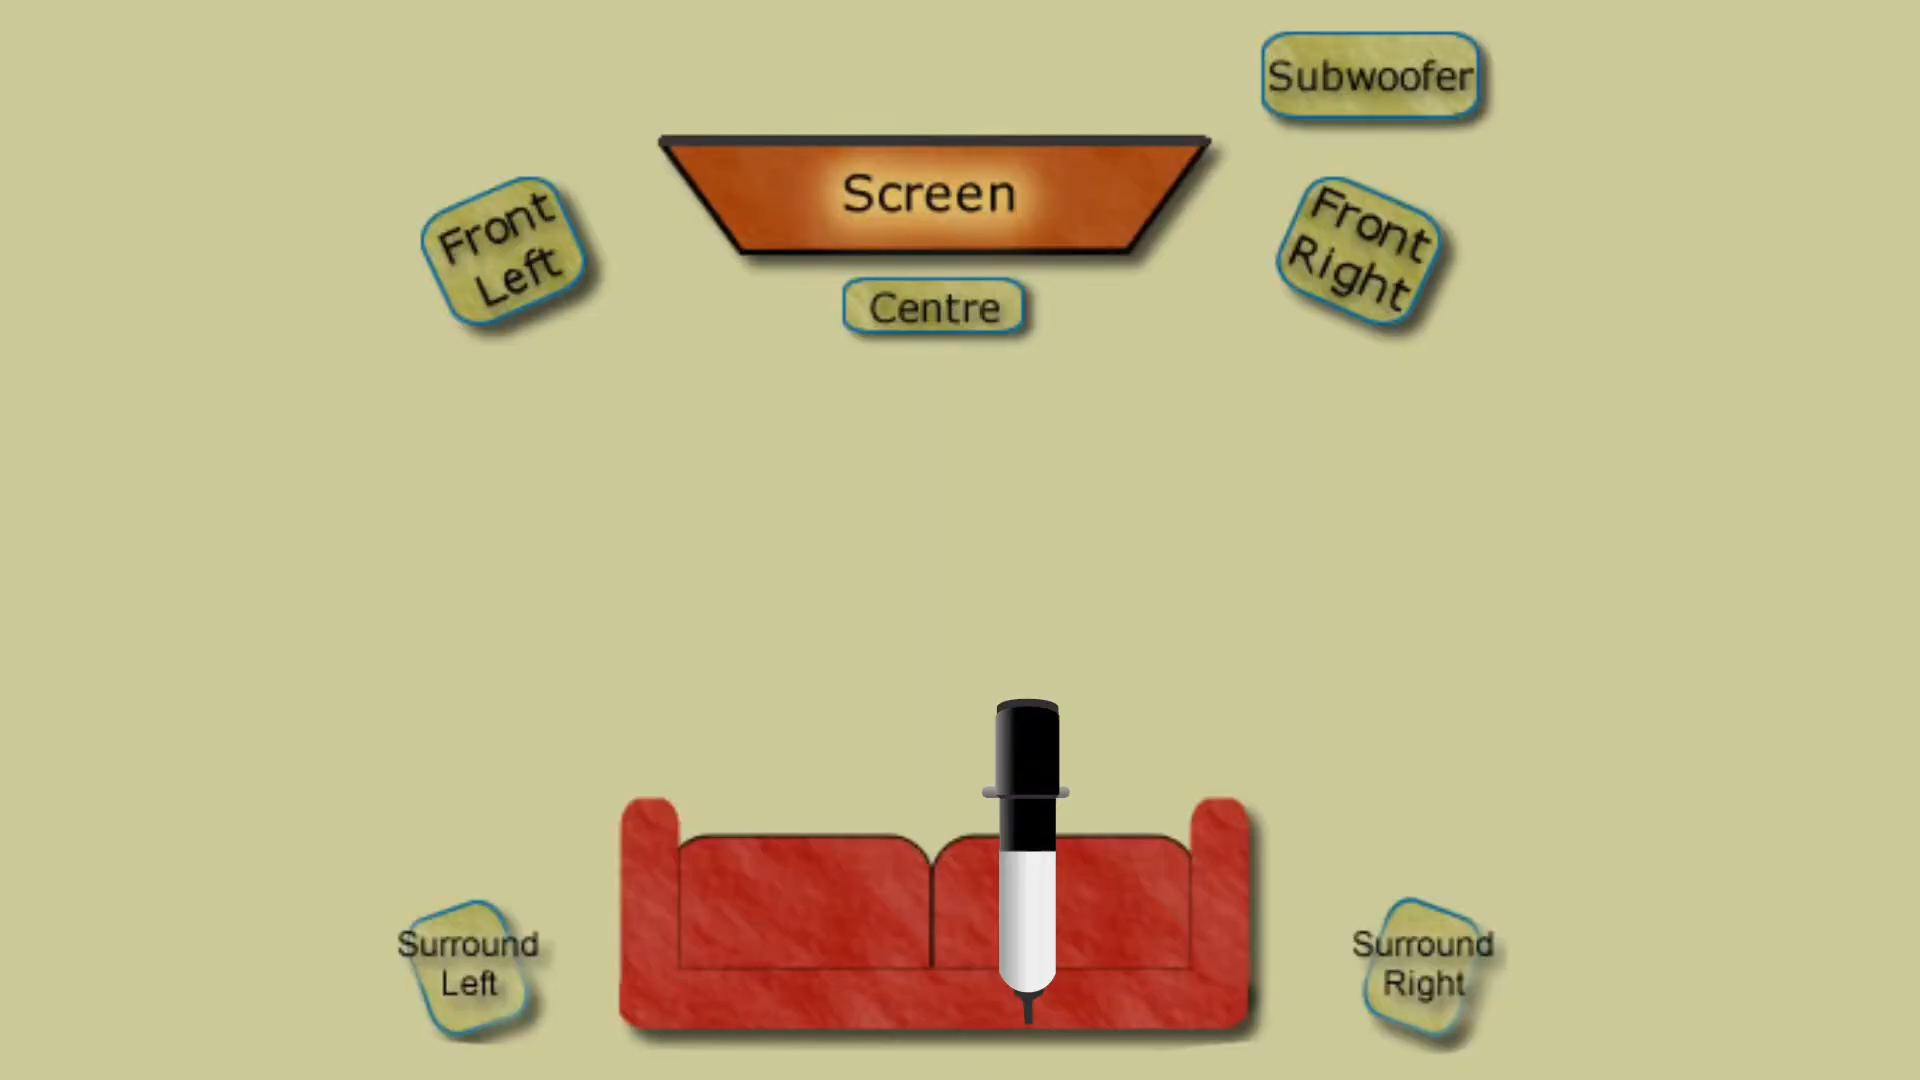 Subwoofer
Screen
Front
Left
Front
Right
Centre
Surround
Left
Surround
Right